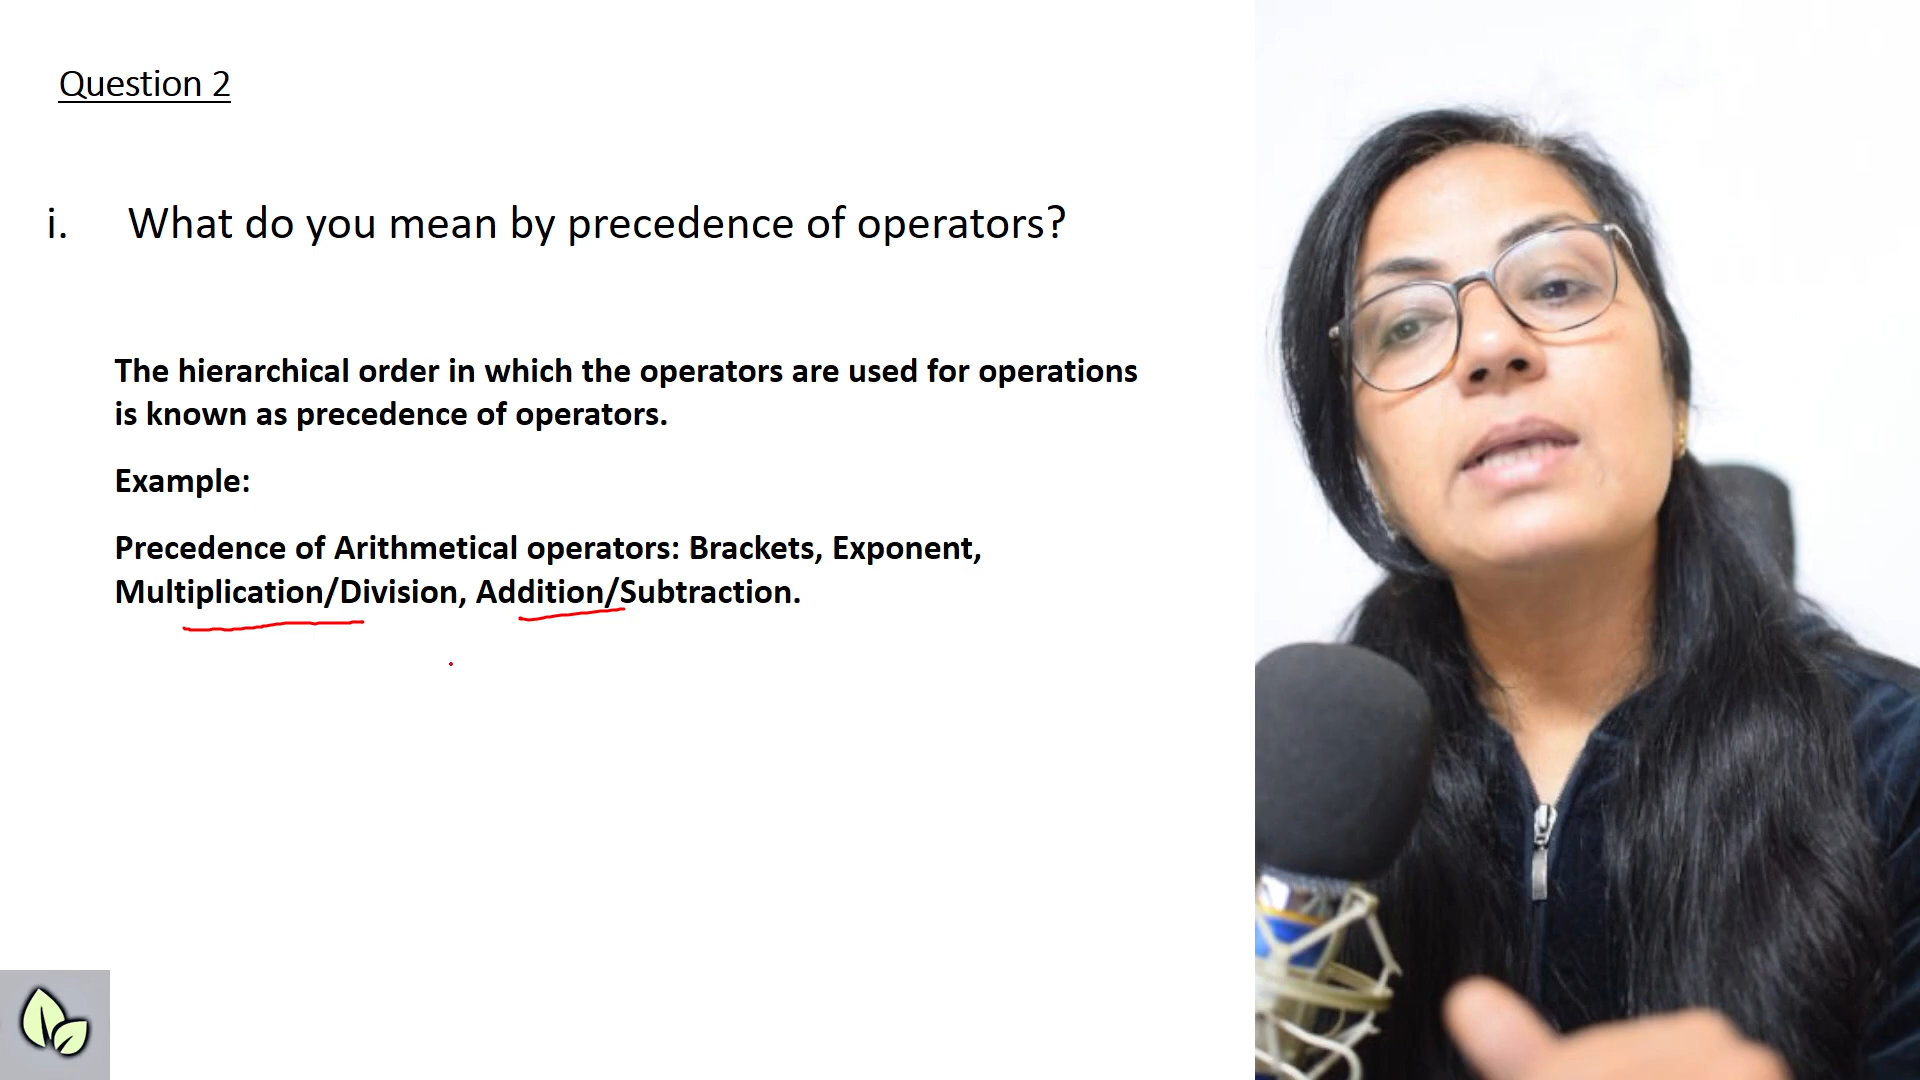 Question 2
i. What do you mean by precedence of operators?
The hierarchical order in which the operators are used for operations
is known as precedence of operators.
Example:
Precedence of Arithmetical operators: Brackets, Exponent,
Multiplication/Division, Addition/Subtraction.